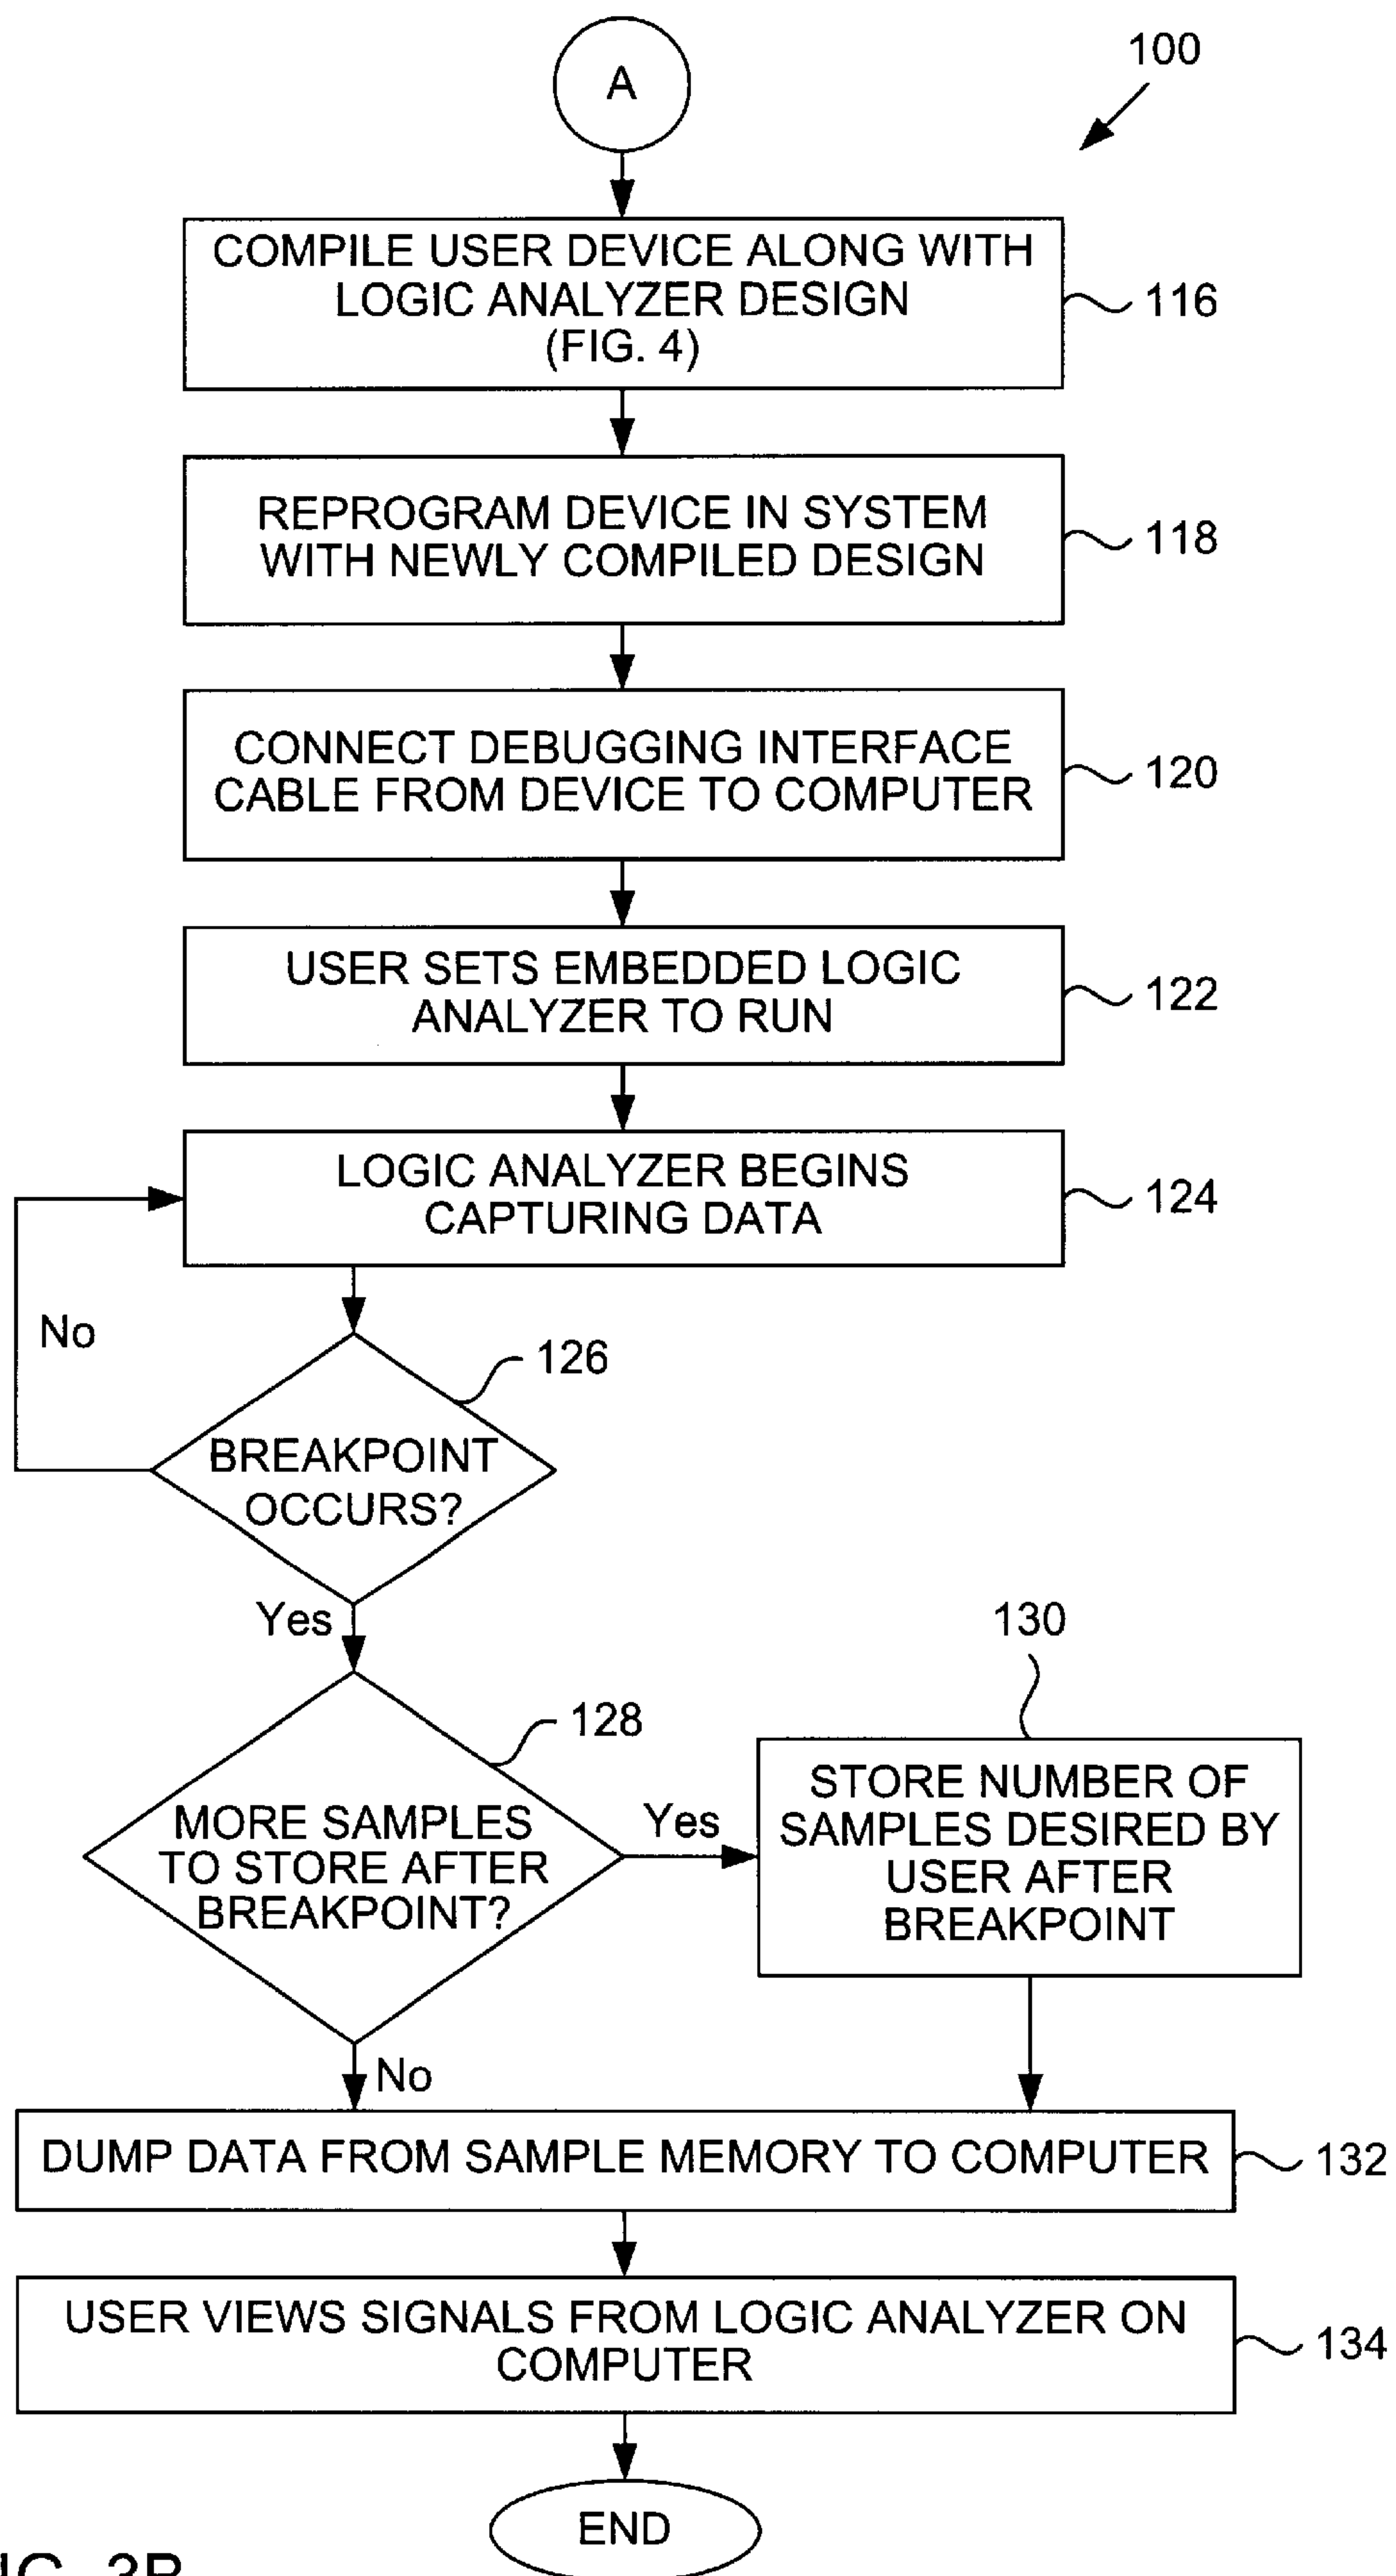 A
100
COMPILE USER DEVICE ALONG WITH
LOGIC ANALYZER DESIGN
(FIG. 4)
116
REPROGRAM DEVICE IN SYSTEM
WITH NEWLY COMPILED DESIGN
118
CONNECT DEBUGGING INTERFACE
CABLE FROM DEVICE TO COMPUTER
120
USER SETS EMBEDDED LOGIC
ANALYZER TO RUN
122
LOGIC ANALYZER BEGINS
CAPTURING DATA
124
No
126
BREAKPOINT
OCCURS?
Yes
130
128
MORE SAMPLES
TO STORE AFTER
BREAKPOINT?
Yes
STORE NUMBER OF
SAMPLES DESIRED BY
USER AFTER
BREAKPOINT
No
DUMP DATA FROM SAMPLE MEMORY TO COMPUTER
132
USER VIEWS SIGNALS FROM LOGIC ANALYZER ON
COMPUTER
134
END